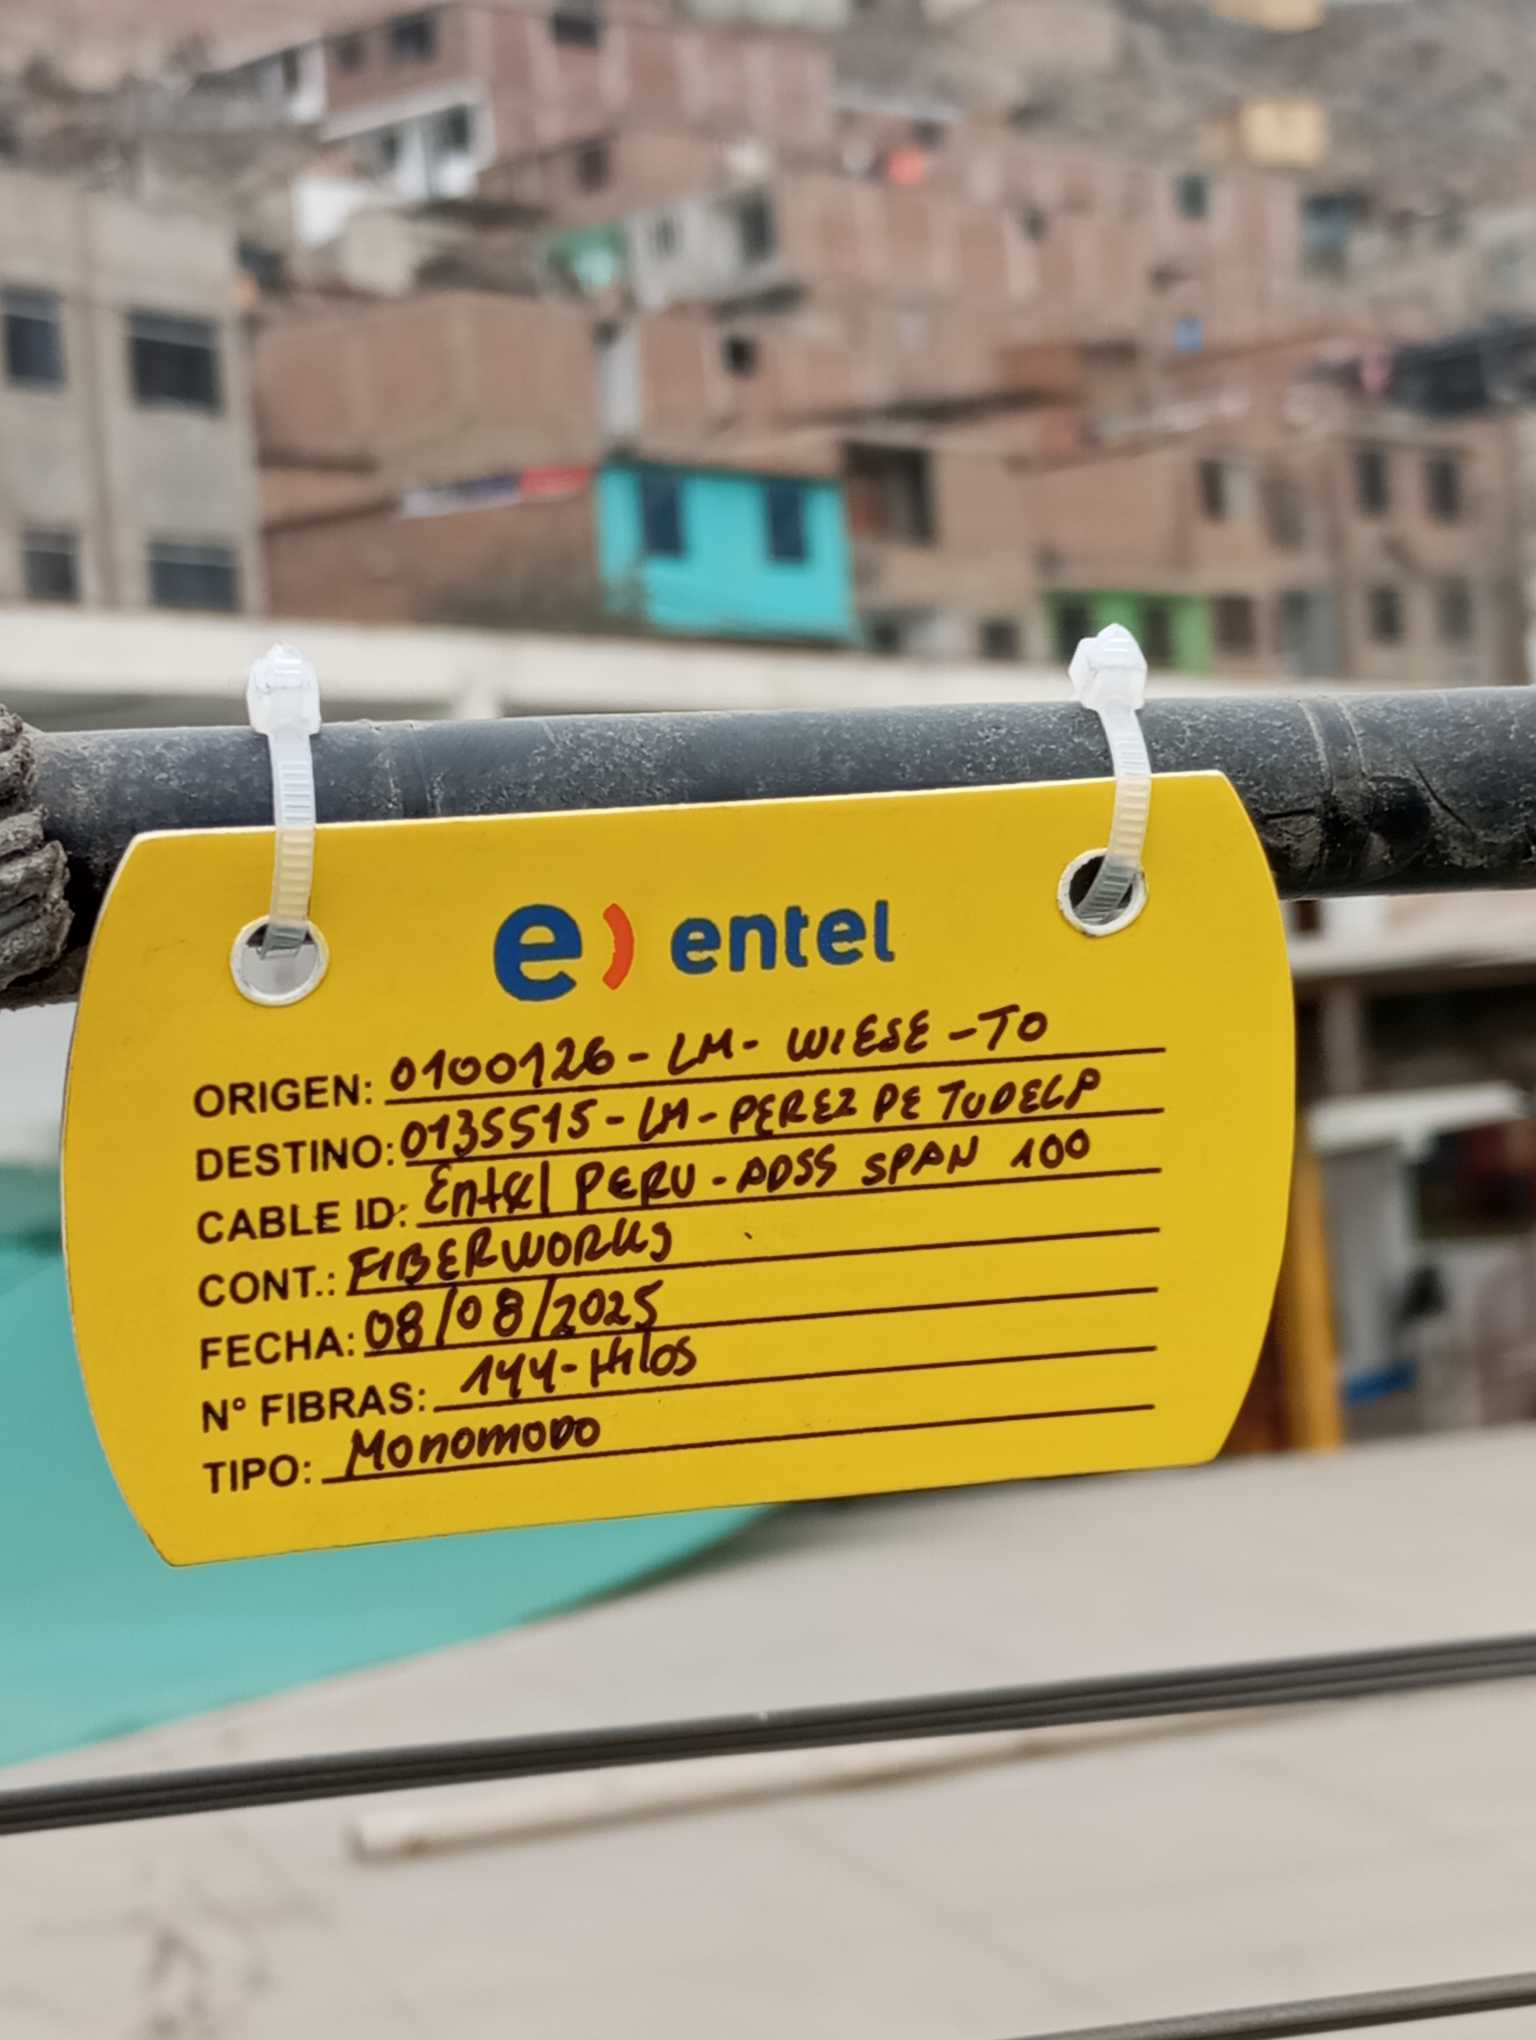 e) entel
ORIGEN: 0100126 - LM - WIESE - TO
DESTINO: 0135515 - LM - PEREZ DE TUDELA
CABLE ID: Entel PERU - ADSS SPAN 100
CONT.: FIBERWORKS
FECHA: 08/08/2025
N° FIBRAS: 144 - Hilos
TIPO: Monomodo